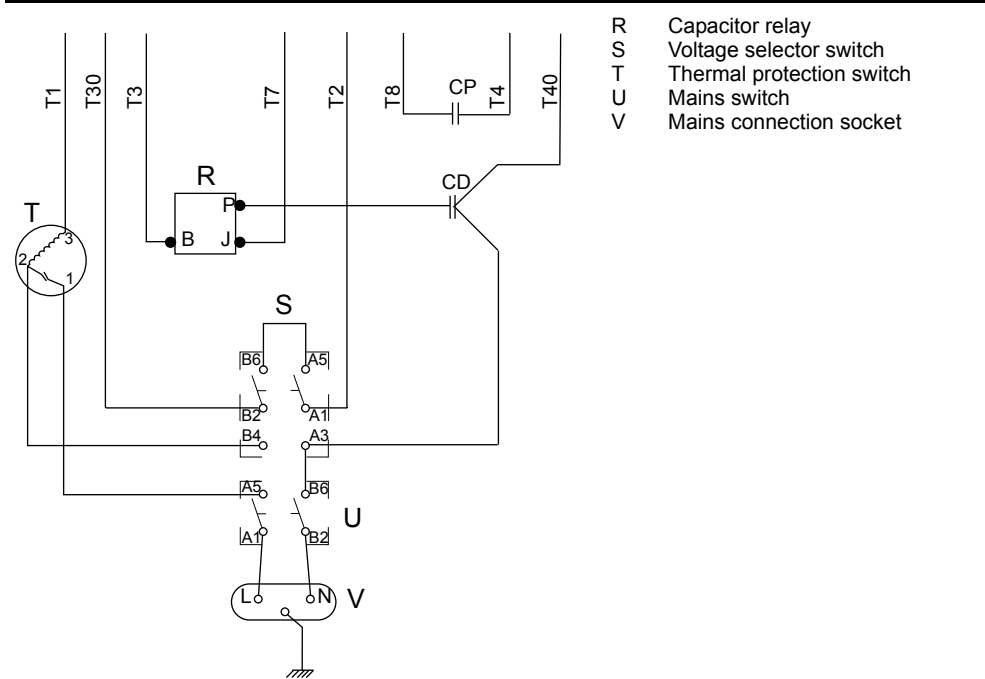 R Capacitor relay
S Voltage selector switch
T Thermal protection switch
U Mains switch
V Mains connection socket
T1
T30
T3
T7
T2
T8
CP
T4
T40
R
CD
P
T
B J
3
2
1
S
B6 A5
B2 A1
B4 A3
A5 B6
U
A1 B2
L N V